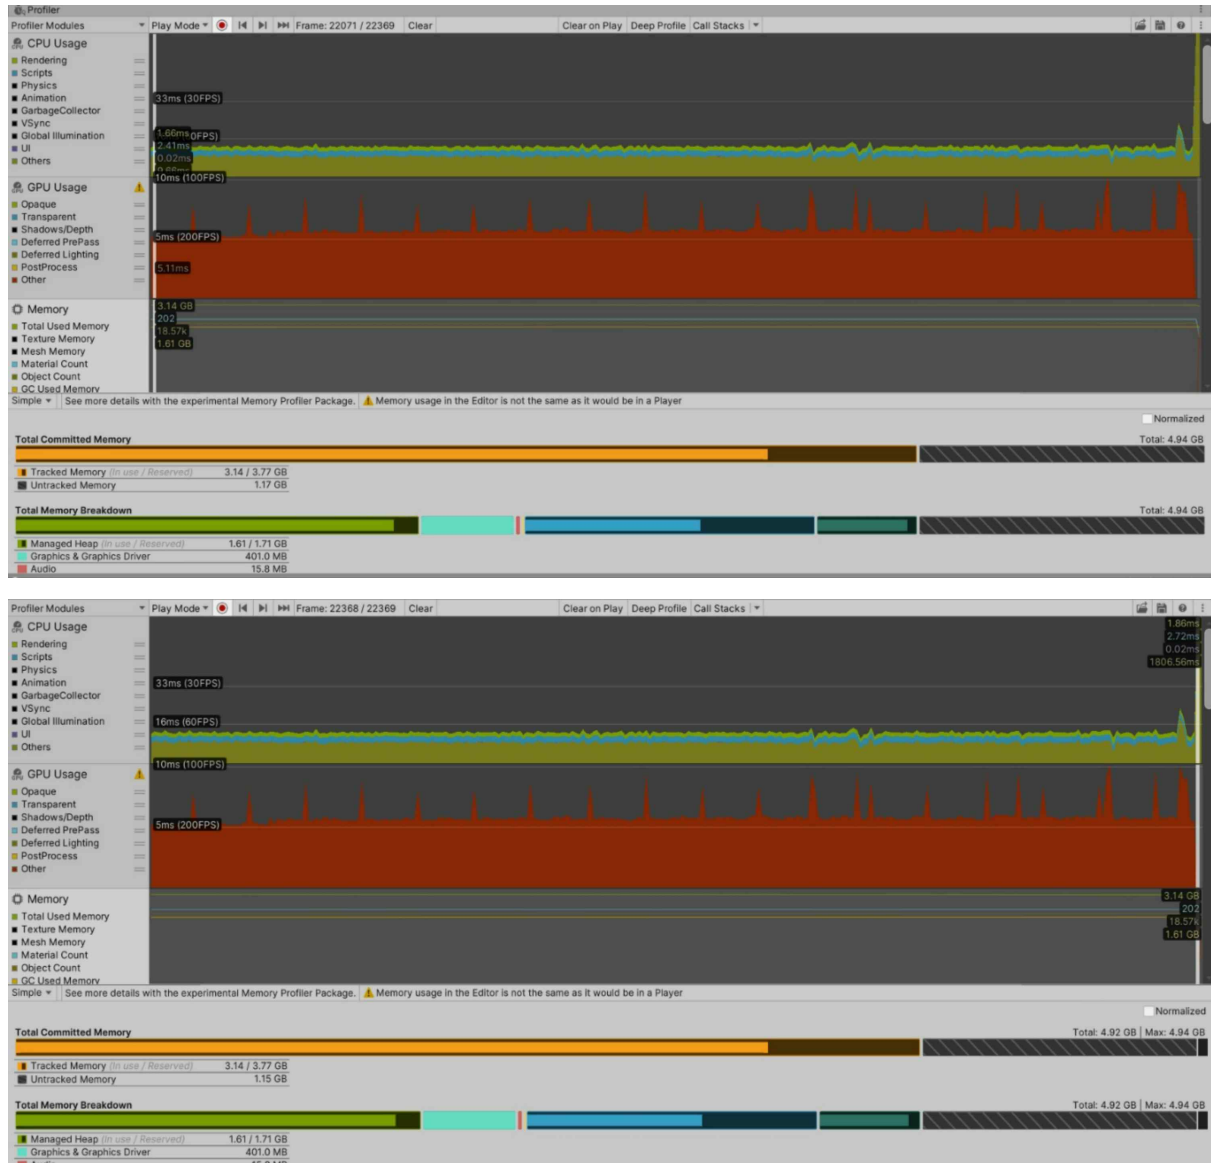 Profiler
Profiler Modules Play Mode Frame: 22071 / 22369 Clear Clear on Play Deep Profile Call Stacks
CPU Usage
Rendering
Scripts
Physics
Animation
33ms (30FPS)
GarbageCollector
VSync
Global Illumination
1.66ms 0FPS)
UI
2.41ms
Others
0.02ms
10ms (100FPS)
GPU Usage
Opaque
Transparent
Shadows/Depth
Deferred PrePass
5ms (200FPS)
Deferred Lighting
PostProcess
5.11ms
Other
Memory
3.14 GB
Total Used Memory
202
Texture Memory
18.57k
Mesh Memory
1.61 GB
Material Count
Object Count
GC Used Memory
Simple See more details with the experimental Memory Profiler Package. Memory usage in the Editor is not the same as it would be in a Player
Normalized
Total Committed Memory Total: 4.94 GB
Tracked Memory (In use / Reserved) 3.14 / 3.77 GB
Untracked Memory 1.17 GB
Total Memory Breakdown Total: 4.94 GB
Managed Heap (In use / Reserved) 1.61 / 1.71 GB
Graphics & Graphics Driver 401.0 MB
Audio 15.8 MB
Profiler Modules Play Mode Frame: 22368 / 22369 Clear Clear on Play Deep Profile Call Stacks
CPU Usage 1.86ms
2.72ms
Rendering 0.02ms
Scripts 1806.56ms
Physics
Animation 33ms (30FPS)
GarbageCollector
VSync
Global Illumination 16ms (60FPS)
UI
Others
10ms (100FPS)
GPU Usage
Opaque
Transparent
Shadows/Depth
Deferred PrePass 5ms (200FPS)
Deferred Lighting
PostProcess
Other
Memory 3.14 GB
202
Total Used Memory 18.57k
Texture Memory 1.61 GB
Mesh Memory
Material Count
Object Count
GC Used Memory
Simple See more details with the experimental Memory Profiler Package. Memory usage in the Editor is not the same as it would be in a Player
Normalized
Total Committed Memory Total: 4.92 GB | Max: 4.94 GB
Tracked Memory (In use / Reserved) 3.14 / 3.77 GB
Untracked Memory 1.15 GB
Total Memory Breakdown Total: 4.92 GB | Max: 4.94 GB
Managed Heap (In use / Reserved) 1.61 / 1.71 GB
Graphics & Graphics Driver 401.0 MB